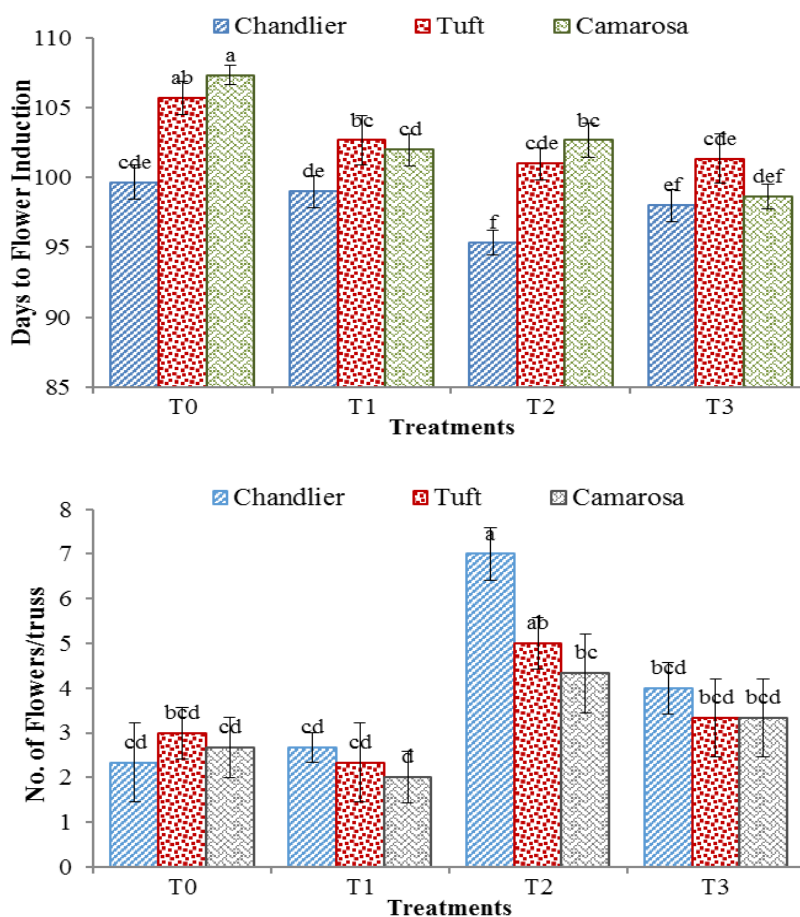 110
Chandlier Tuft Camarosa
105
100
95
90
85
Days to Flower Induction
cde ab a
de bc cd
f cde bc
ef cde def
T0 T1 T2 T3
Treatments
8
Chandlier Tuft Camarosa
7
6
5
4
3
2
1
0
No. of Flowers/truss
cd bcd cd
cd cd d
a ab bc
bcd bcd bcd
T0 T1 T2 T3
Treatments